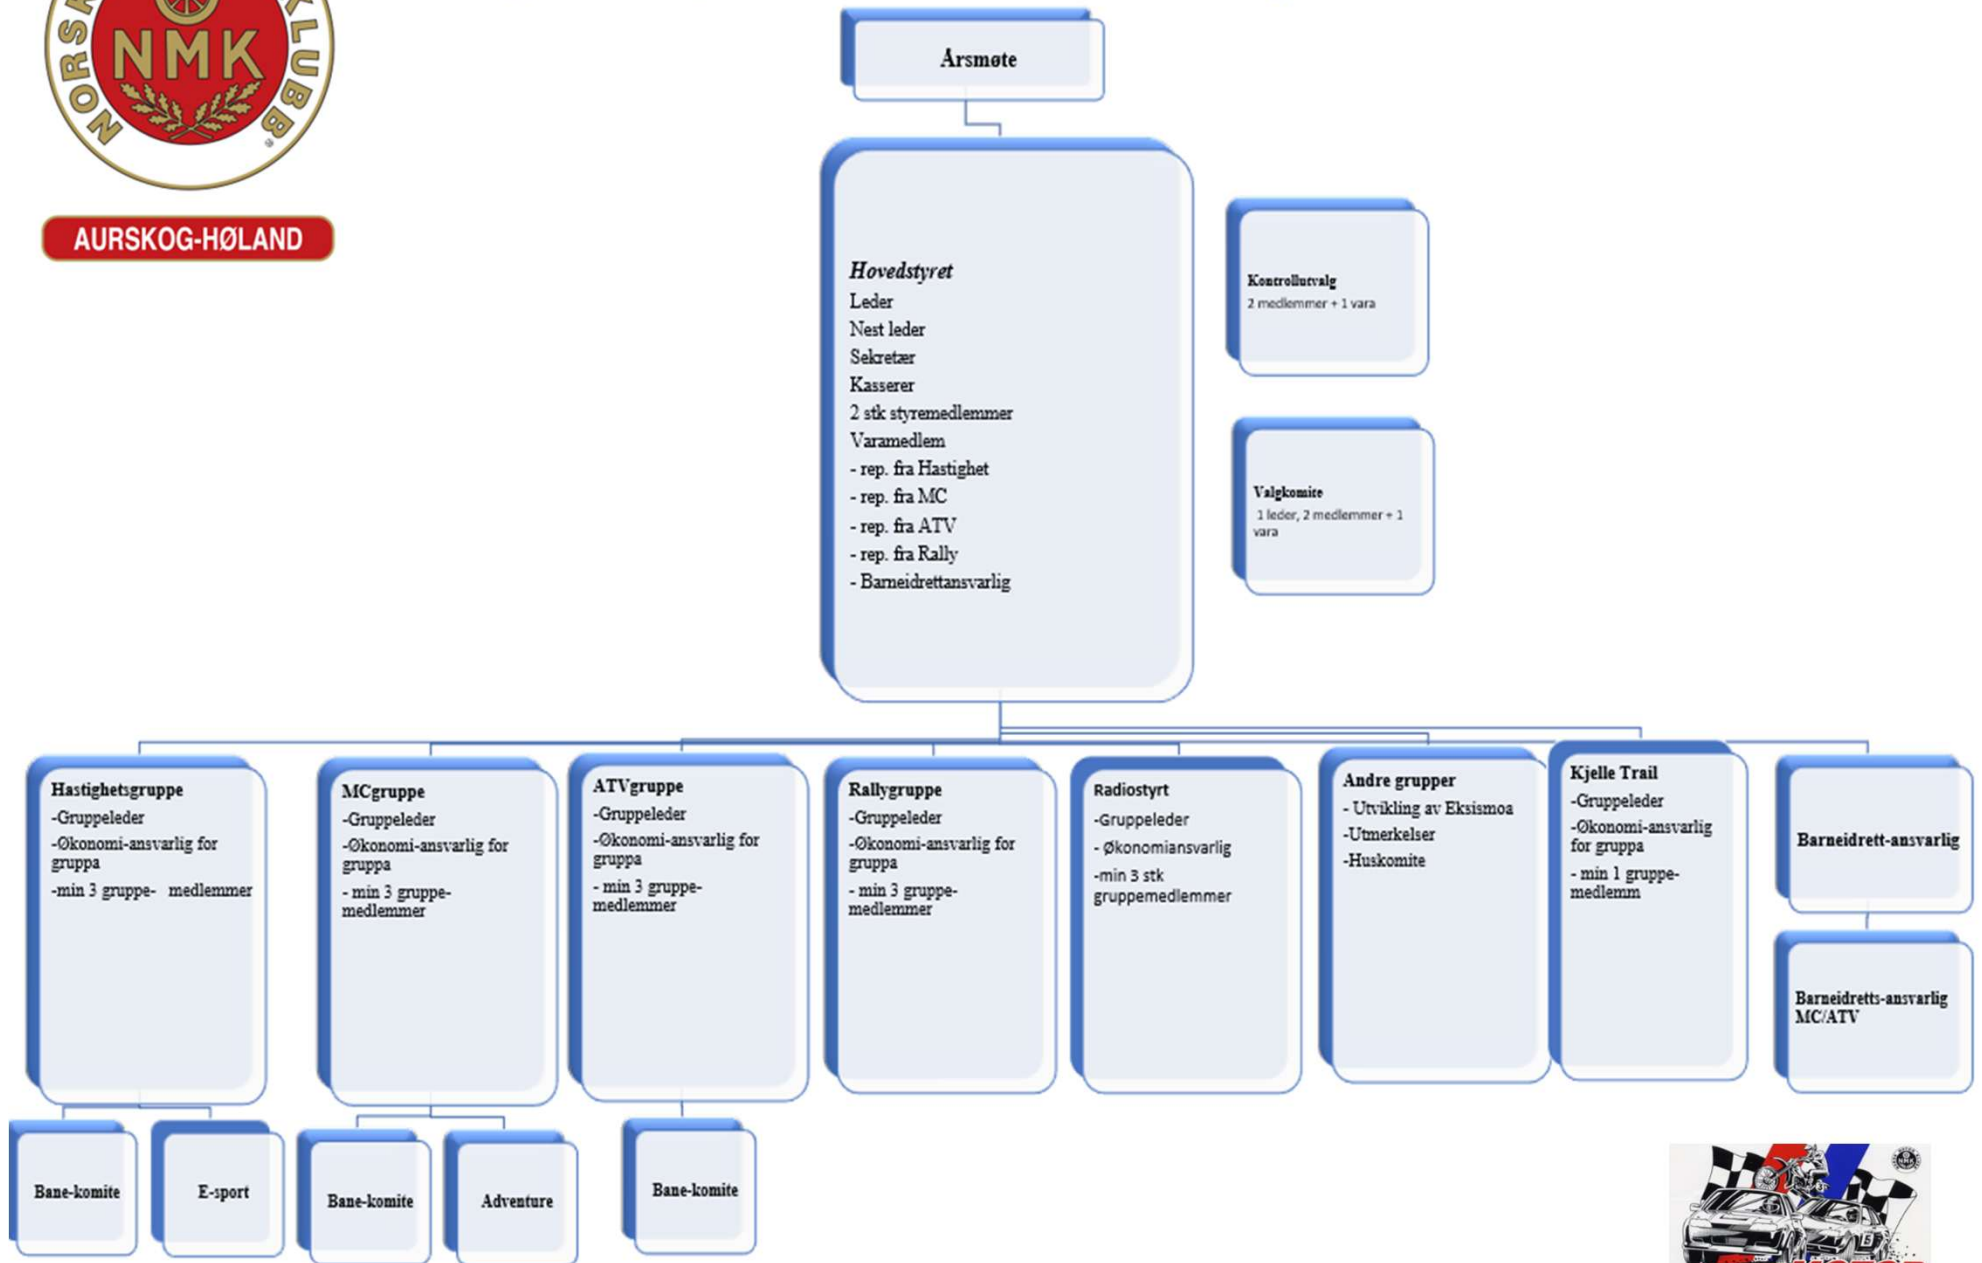 NORSK
KLUBB
NMK
AURSKOG-HØLAND
Årsmøte
Hovedstyret
Leder
Nest leder
Sekretær
Kasserer
2 stk styremedlemmer
Varamedlem
- rep. fra Hastighet
- rep. fra MC
- rep. fra ATV
- rep. fra Rally
- Barneidrettansvarlig
Kontrollutvalg
2 medlemmer + 1 vara
Valgkomite
1 leder, 2 medlemmer + 1
vara
Hastighetsgruppe
-Gruppeleder
-Økonomi-ansvarlig for
gruppa
-min 3 gruppe- medlemmer
MCgruppe
-Gruppeleder
-Økonomi-ansvarlig for
gruppa
- min 3 gruppe-
medlemmer
ATVgruppe
-Gruppeleder
-Økonomi-ansvarlig for
gruppa
- min 3 gruppe-
medlemmer
Rallygruppe
-Gruppeleder
-Økonomi-ansvarlig for
gruppa
- min 3 gruppe-
medlemmer
Radiostyrt
-Gruppeleder
- Økonomiansvarlig
-min 3 stk
gruppemedlemmer
Andre grupper
- Utvikling av Eksismoa
-Utmerkelser
-Huskomite
Kjelle Trail
-Gruppeleder
-Økonomi-ansvarlig
for gruppa
- min 1 gruppe-
medlemm
Barneidrett-ansvarlig
Barneidretts-ansvarlig
MC/ATV
Bane-komite
E-sport
Bane-komite
Adventure
Bane-komite
NMK
MOTOR